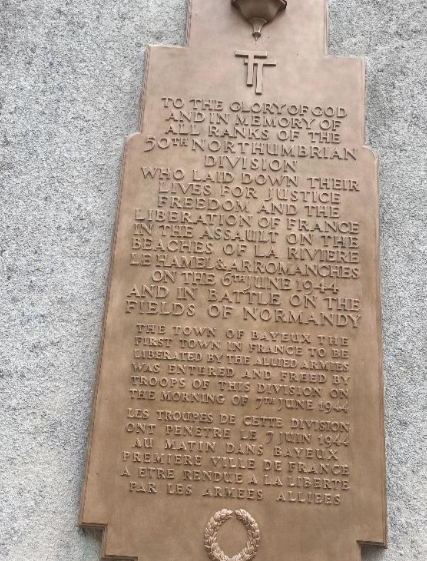 TO THE GLORY OF GOD
AND IN MEMORY OF
ALL RANKS OF THE
50TH NORTHUMBRIAN
DIVISION
WHO LAID DOWN THEIR
LIVES FOR JUSTICE
FREEDOM AND THE
LIBERATION OF FRANCE
IN THE ASSAULT ON THE
BEACHES OF LA RIVIERE
LE HAMEL & ARROMANCHES
ON THE 6TH JUNE 1944
AND IN BATTLE ON THE
FIELDS OF NORMANDY
THE TOWN OF BAYEUX THE
FIRST TOWN IN FRANCE TO BE
LIBERATED BY THE ALLIED ARMIES
WAS ENTERED AND FREED BY
TROOPS OF THIS DIVISION ON
THE MORNING OF 7TH JUNE 1944
LES TROUPES DE CETTE DIVISION
ONT PENETRE LE 7 JUIN 1944
AU MATIN DANS BAYEUX
PREMIERE VILLE DE FRANCE
A ETRE RENDUE A LA LIBERTE
PAR LES ARMEES ALLIEES